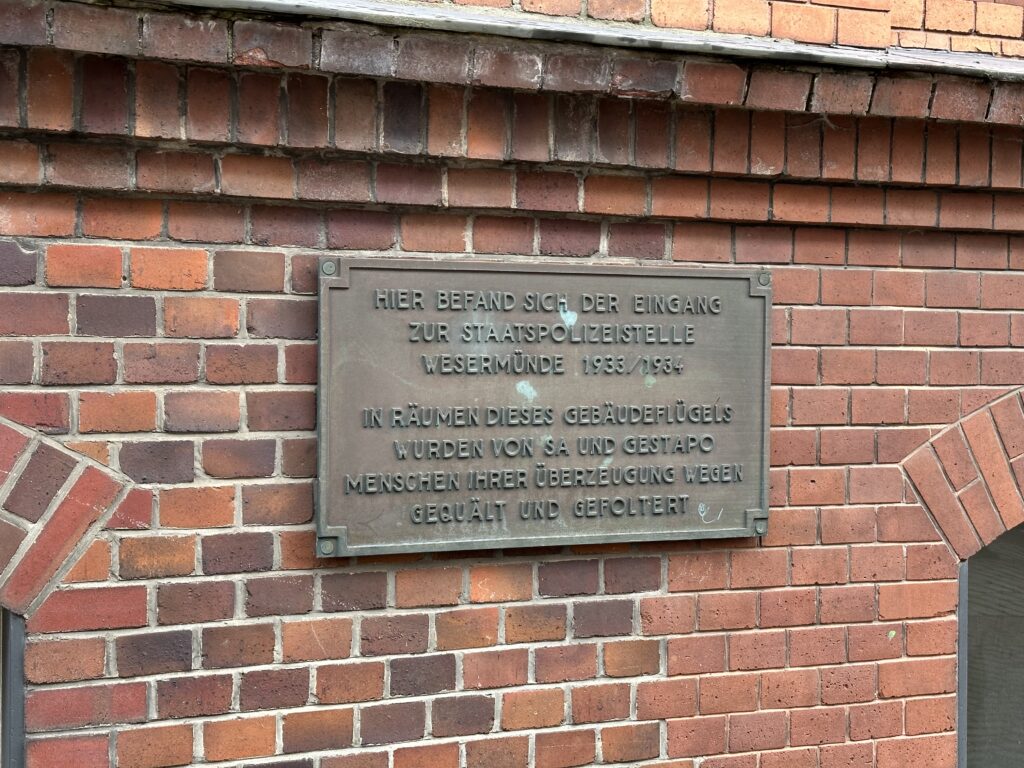 HIER BEFAND SICH DER EINGANG
ZUR STAATSPOLIZEISTELLE
WESERMÜNDE 1933/1934
IN RÄUMEN DIESES GEBÄUDEFLÜGELS
WURDEN VON SA UND GESTAPO
MENSCHEN IHRER ÜBERZEUGUNG WEGEN
GEQUÄLT UND GEFOLTERT